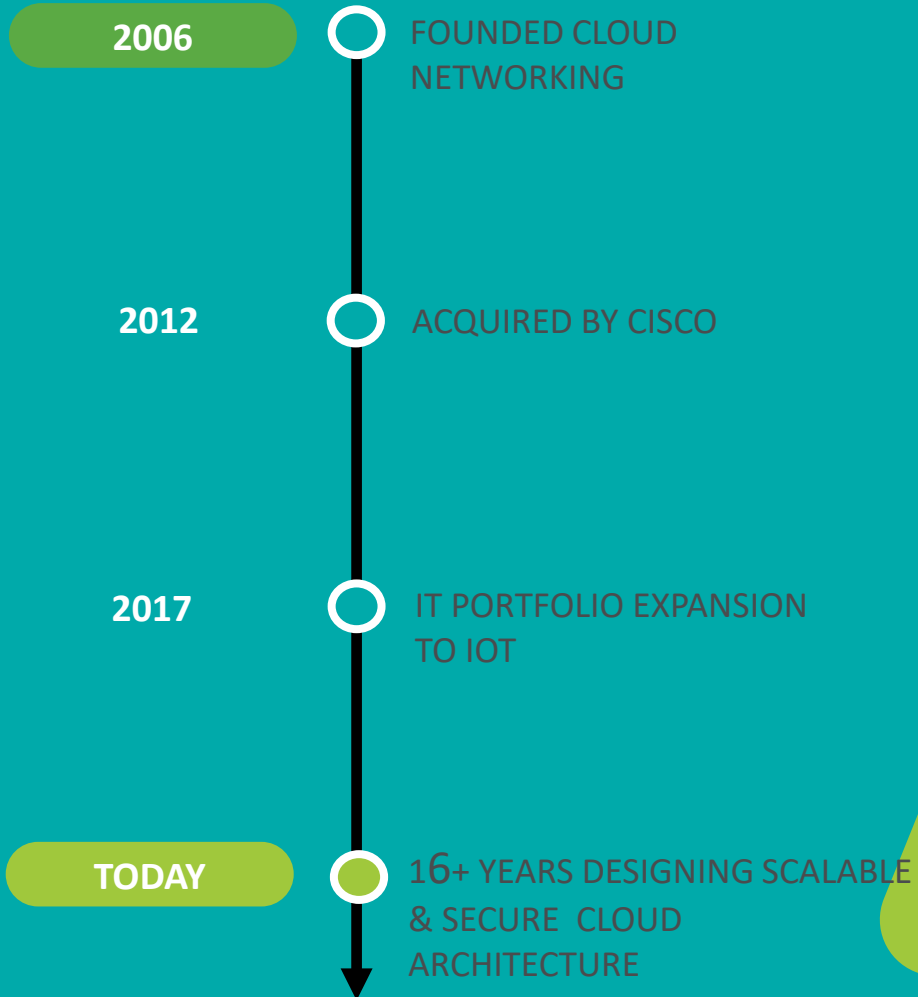 2006
FOUNDED CLOUD
NETWORKING
2012
ACQUIRED BY CISCO
2017
IT PORTFOLIO EXPANSION
TO IOT
TODAY
16+ YEARS DESIGNING SCALABLE
& SECURE CLOUD
ARCHITECTURE